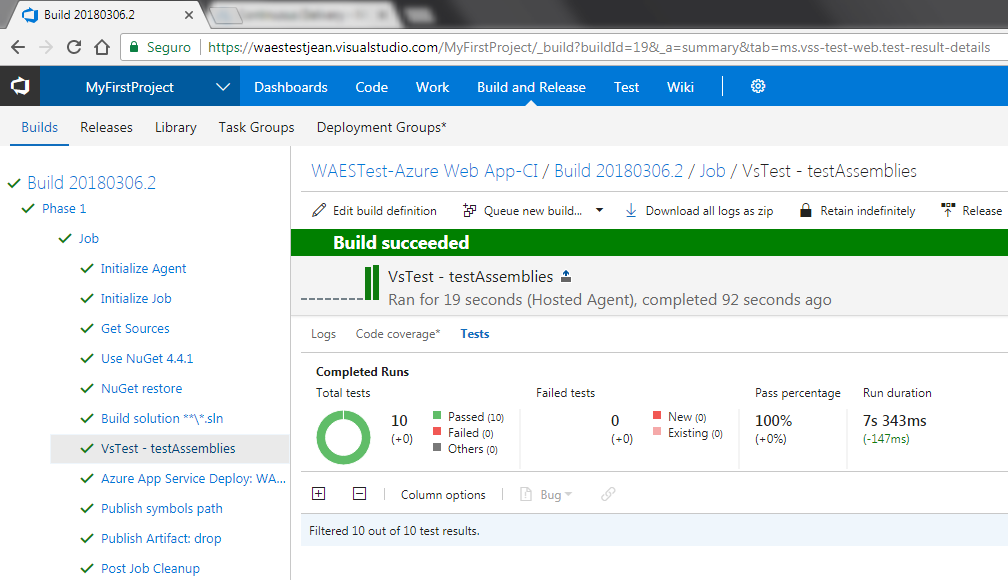 Build 20180306.2
Continuous Delivery
Seguro
https://waestestjean.visualstudio.com/MyFirstProject/_build?buildId=19&_a=summary&tab=ms.vss-test-web.test-result-details
MyFirstProject
Dashboards Code Work Build and Release Test Wiki
Builds Releases Library Task Groups Deployment Groups*
Build 20180306.2
Phase 1
Job
Initialize Agent
Initialize Job
Get Sources
Use NuGet 4.4.1
NuGet restore
Build solution **\*.sln
VsTest - testAssemblies
Azure App Service Deploy: WA...
Publish symbols path
Publish Artifact: drop
Post Job Cleanup
WAESTest-Azure Web App-CI / Build 20180306.2 / Job / VsTest - testAssemblies
Edit build definition Queue new build... Download all logs as zip Retain indefinitely Release
Build succeeded
VsTest - testAssemblies
Ran for 19 seconds (Hosted Agent), completed 92 seconds ago
Logs Code coverage* Tests
Completed Runs
Total tests Failed tests Pass percentage Run duration
10
(+0)
Passed (10)
Failed (0)
Others (0)
0
(+0)
New (0)
Existing (0)
100%
(+0%)
7s 343ms
(-147ms)
Column options Bug
Filtered 10 out of 10 test results.